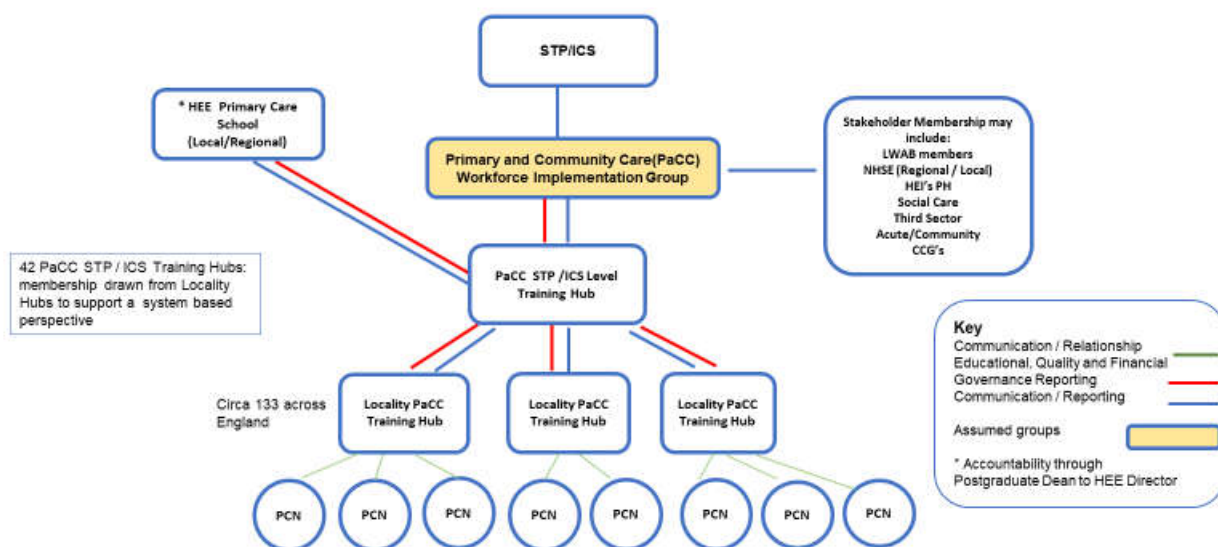 STP/ICS
* HEE Primary Care
School
(Local/Regional)
Primary and Community Care(PaCC)
Workforce Implementation Group
Stakeholder Membership may
include:
LWAB members
NHSE (Regional / Local)
HEI's PH
Social Care
Third Sector
Acute/Community
CCG's
42 PaCC STP / ICS Training Hubs:
membership drawn from Locality
Hubs to support a system based
perspective
PaCC STP /ICS Level
Training Hub
Circa 133 across
England
Locality PaCC
Training Hub
Locality PaCC
Training Hub
Locality PaCC
Training Hub
PCN
PCN
PCN
PCN
PCN
PCN
PCN
PCN
Key
Communication / Relationship
Educational, Quality and Financial
Governance Reporting
Communication / Reporting
Assumed groups
* Accountability through
Postgraduate Dean to HEE Director